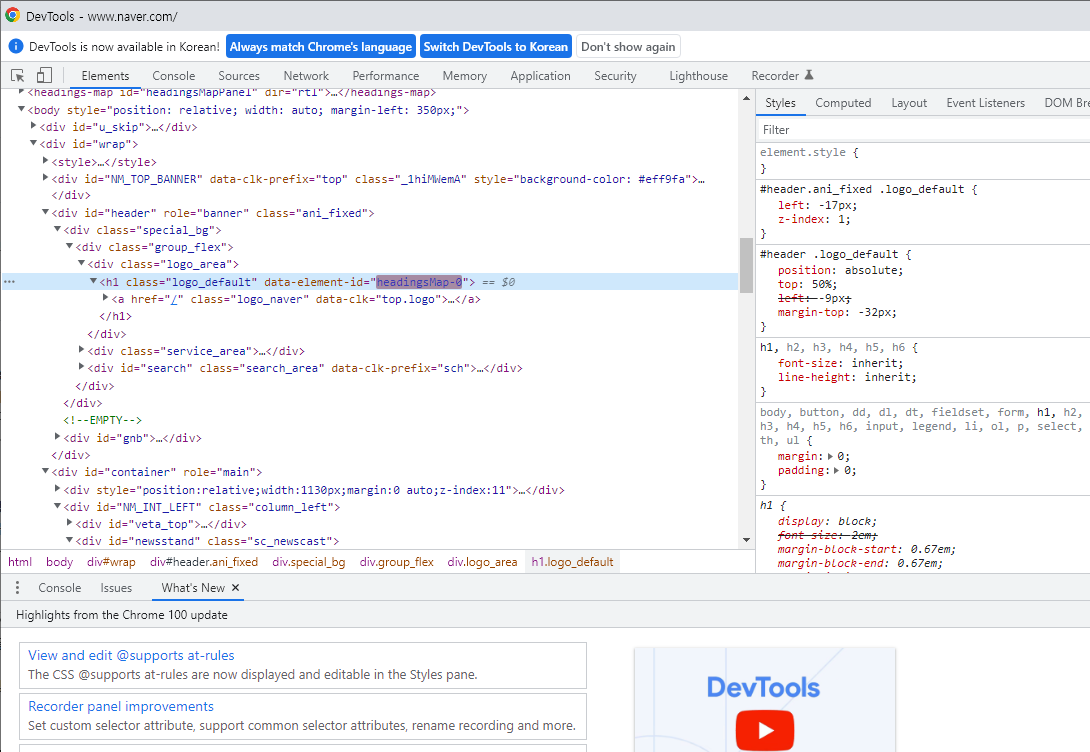 DevTools - www.naver.com/
DevTools is now available in Korean! Always match Chrome's language Switch DevTools to Korean Don't show again
Elements Console Sources Network Performance Memory Application Security Lighthouse Recorder
<headings-map id="headingsMapPanel" dir="rtl">…</headings-map>
<body style="position: relative; width: auto; margin-left: 350px;">
<div id="u_skip">…</div>
<div id="wrap">
<style>…</style>
<div id="NM_TOP_BANNER" data-clk-prefix="top" class="_1hiMWemA" style="background-color: #eff9fa">…
</div>
<div id="header" role="banner" class="ani_fixed">
<div class="special_bg">
<div class="group_flex">
<div class="logo_area">
<h1 class="logo_default" data-element-id="headingsMap-0"> == $0
<a href="/" class="logo_naver" data-clk="top.logo">…</a>
</h1>
</div>
<div class="service_area">…</div>
<div id="search" class="search_area" data-clk-prefix="sch">…</div>
</div>
</div>
<!--EMPTY-->
<div id="gnb">…</div>
</div>
<div id="container" role="main">
<div style="position:relative;width:1130px;margin:0 auto;z-index:11">…</div>
<div id="NM_INT_LEFT" class="column_left">
<div id="veta_top">…</div>
<div id="newsstand" class="sc_newscast">
html body div#wrap div#header.ani_fixed div.special_bg div.group_flex div.logo_area h1.logo_default
Styles Computed Layout Event Listeners DOM Bre
Filter
element.style {
}
#header.ani_fixed .logo_default {
left: -17px;
z-index: 1;
}
#header .logo_default {
position: absolute;
top: 50%;
left: -9px;
margin-top: -32px;
}
h1, h2, h3, h4, h5, h6 {
font-size: inherit;
line-height: inherit;
}
body, button, dd, dl, dt, fieldset, form, h1, h2,
h3, h4, h5, h6, input, legend, li, ol, p, select,
th, ul {
margin: 0;
padding: 0;
}
h1 {
display: block;
font-size: 2em;
margin-block-start: 0.67em;
margin-block-end: 0.67em;
Console Issues What's New
Highlights from the Chrome 100 update
View and edit @supports at-rules
The CSS @supports at-rules are now displayed and editable in the Styles pane.
Recorder panel improvements
Set custom selector attribute, support common selector attributes, rename recording and more.
DevTools